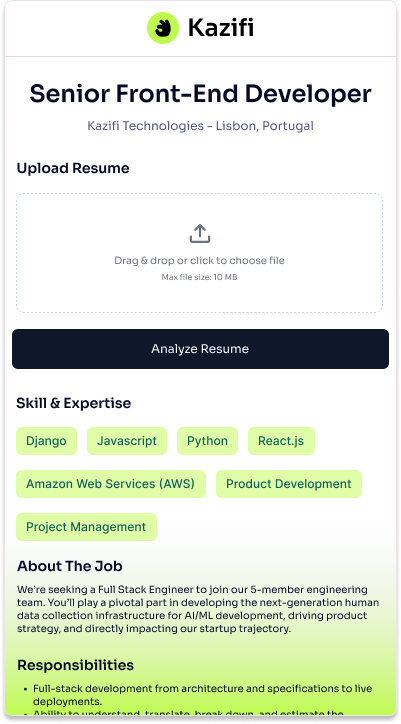 Kazifi
Senior Front-End Developer
Kazifi Technologies - Lisbon, Portugal
Upload Resume
Drag & drop or click to choose file
Max file size: 10 MB
Analyze Resume
Skill & Expertise
Django Javascript Python React.js
Amazon Web Services (AWS) Product Development
Project Management
About The Job
We're seeking a Full Stack Engineer to join our 5-member engineering
team. You'll play a pivotal part in developing the next-generation human
data collection infrastructure for AI/ML development, driving product
strategy, and directly impacting our startup trajectory.
Responsibilities
• Full-stack development from architecture and specifications to live
deployments.
• Ability to understand, translate, break down, and estimate the